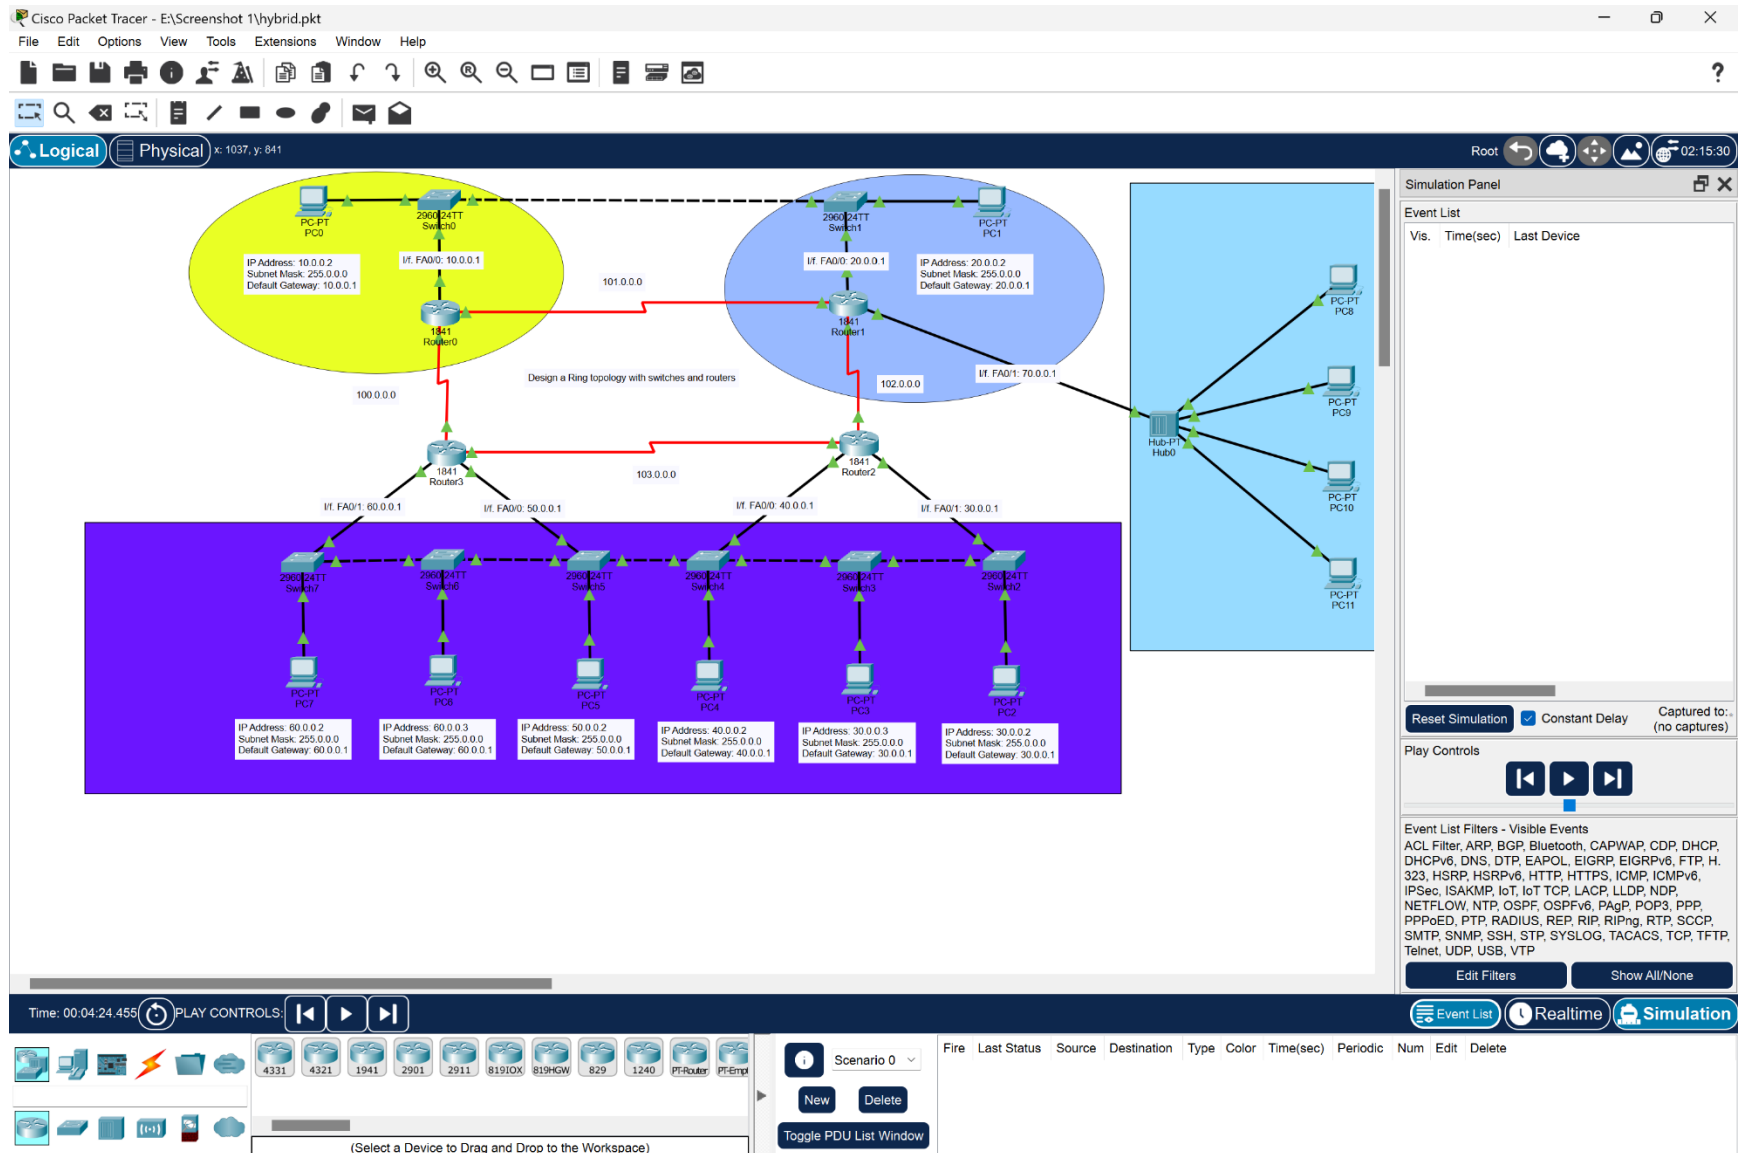 Cisco Packet Tracer - E:\Screenshot 1\hybrid.pkt
File Edit Options View Tools Extensions Window Help
?
Logical Physical x: 1037, y: 841 Root 02:15:30
PC-PT
PC0
2960-24TT
Switch0
IP Address: 10.0.0.2
Subnet Mask: 255.0.0.0
Default Gateway: 10.0.0.1
I/f. FA0/0: 10.0.0.1
1841
Router0
101.0.0.0
2960-24TT
Switch1
PC-PT
PC1
I/f. FA0/0: 20.0.0.1
IP Address: 20.0.0.2
Subnet Mask: 255.0.0.0
Default Gateway: 20.0.0.1
1841
Router1
Design a Ring topology with switches and routers
100.0.0.0
102.0.0.0
I/f. FA0/1: 70.0.0.1
103.0.0.0
1841
Router3
1841
Router2
I/f. FA0/1: 60.0.0.1
I/f. FA0/0: 50.0.0.1
I/f. FA0/0: 40.0.0.1
I/f. FA0/1: 30.0.0.1
Hub-PT
Hub0
PC-PT
PC8
PC-PT
PC9
PC-PT
PC10
PC-PT
PC11
2960-24TT
Switch7
2960-24TT
Switch6
2960-24TT
Switch5
2960-24TT
Switch4
2960-24TT
Switch3
2960-24TT
Switch2
PC-PT
PC7
PC-PT
PC6
PC-PT
PC5
PC-PT
PC4
PC-PT
PC3
PC-PT
PC2
IP Address: 60.0.0.2
Subnet Mask: 255.0.0.0
Default Gateway: 60.0.0.1
IP Address: 60.0.0.3
Subnet Mask: 255.0.0.0
Default Gateway: 60.0.0.1
IP Address: 50.0.0.2
Subnet Mask: 255.0.0.0
Default Gateway: 50.0.0.1
IP Address: 40.0.0.2
Subnet Mask: 255.0.0.0
Default Gateway: 40.0.0.1
IP Address: 30.0.0.3
Subnet Mask: 255.0.0.0
Default Gateway: 30.0.0.1
IP Address: 30.0.0.2
Subnet Mask: 255.0.0.0
Default Gateway: 30.0.0.1
Simulation Panel
Event List
Vis. Time(sec) Last Device
Reset Simulation Constant Delay Captured to:
(no captures)
Play Controls
Event List Filters - Visible Events
ACL Filter, ARP, BGP, Bluetooth, CAPWAP, CDP, DHCP,
DHCPv6, DNS, DTP, EAPOL, EIGRP, EIGRPv6, FTP, H.
323, HSRP, HSRPv6, HTTP, HTTPS, ICMP, ICMPv6,
IPSec, ISAKMP, IoT, IoT TCP, LACP, LLDP, NDP,
NETFLOW, NTP, OSPF, OSPFv6, PAgP, POP3, PPP,
PPPoED, PTP, RADIUS, REP, RIP, RIPng, RTP, SCCP,
SMTP, SNMP, SSH, STP, SYSLOG, TACACS, TCP, TFTP,
Telnet, UDP, USB, VTP
Edit Filters Show All/None
Time: 00:04:24.455 PLAY CONTROLS: Event List Realtime Simulation
4331 4321 1941 2901 2911 819IOX 819HGW 829 1240 PT-Router PT-Empt
(Select a Device to Drag and Drop to the Workspace)
Scenario 0
New Delete
Toggle PDU List Window
Fire Last Status Source Destination Type Color Time(sec) Periodic Num Edit Delete